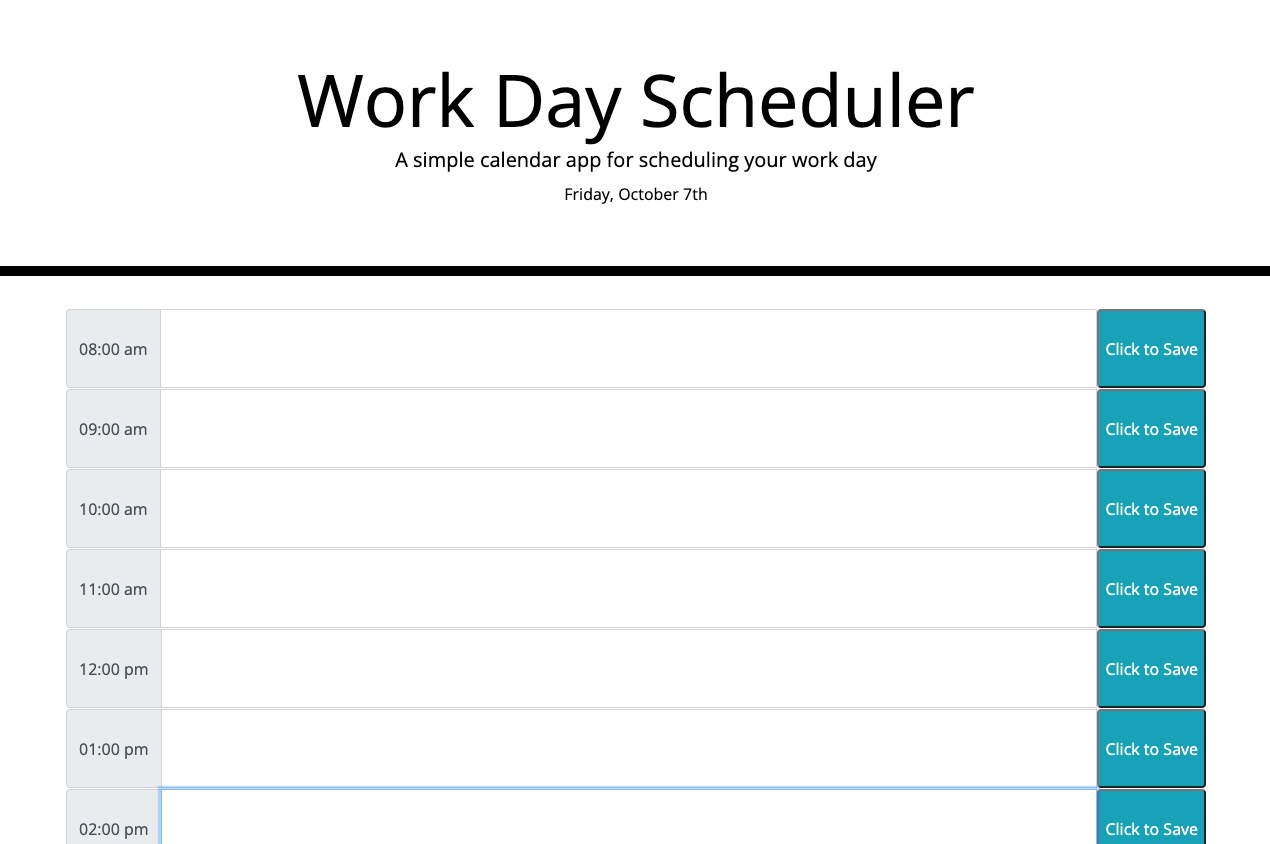 Work Day Scheduler
A simple calendar app for scheduling your work day
Friday, October 7th
08:00 am Click to Save
09:00 am Click to Save
10:00 am Click to Save
11:00 am Click to Save
12:00 pm Click to Save
01:00 pm Click to Save
02:00 pm Click to Save